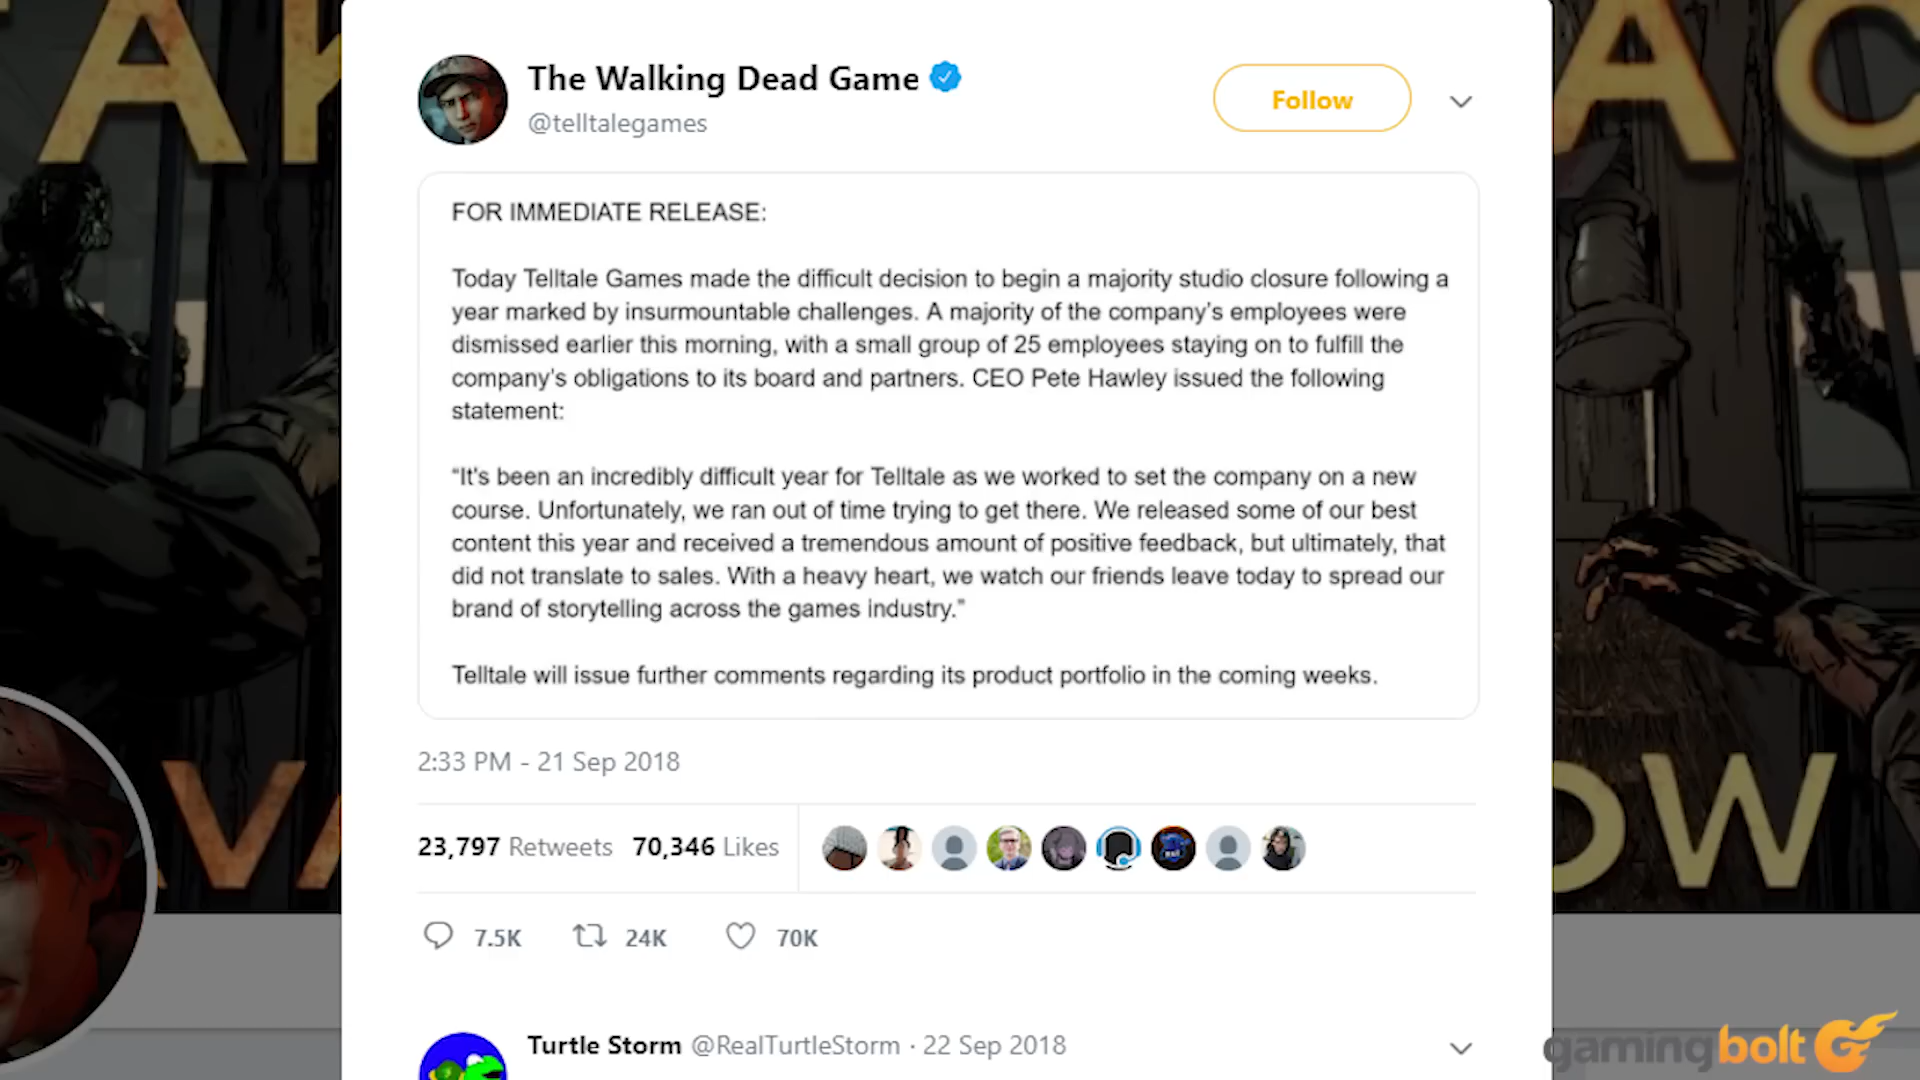 The Walking Dead Game
@telltalegames
Follow
FOR IMMEDIATE RELEASE:
Today Telltale Games made the difficult decision to begin a majority studio closure following a
year marked by insurmountable challenges. A majority of the company's employees were
dismissed earlier this morning, with a small group of 25 employees staying on to fulfill the
company's obligations to its board and partners. CEO Pete Hawley issued the following
statement:
“It's been an incredibly difficult year for Telltale as we worked to set the company on a new
course. Unfortunately, we ran out of time trying to get there. We released some of our best
content this year and received a tremendous amount of positive feedback, but ultimately, that
did not translate to sales. With a heavy heart, we watch our friends leave today to spread our
brand of storytelling across the games industry.”
Telltale will issue further comments regarding its product portfolio in the coming weeks.
2:33 PM - 21 Sep 2018
23,797 Retweets 70,346 Likes
7.5K 24K 70K
Turtle Storm @RealTurtleStorm · 22 Sep 2018
gamingbolt